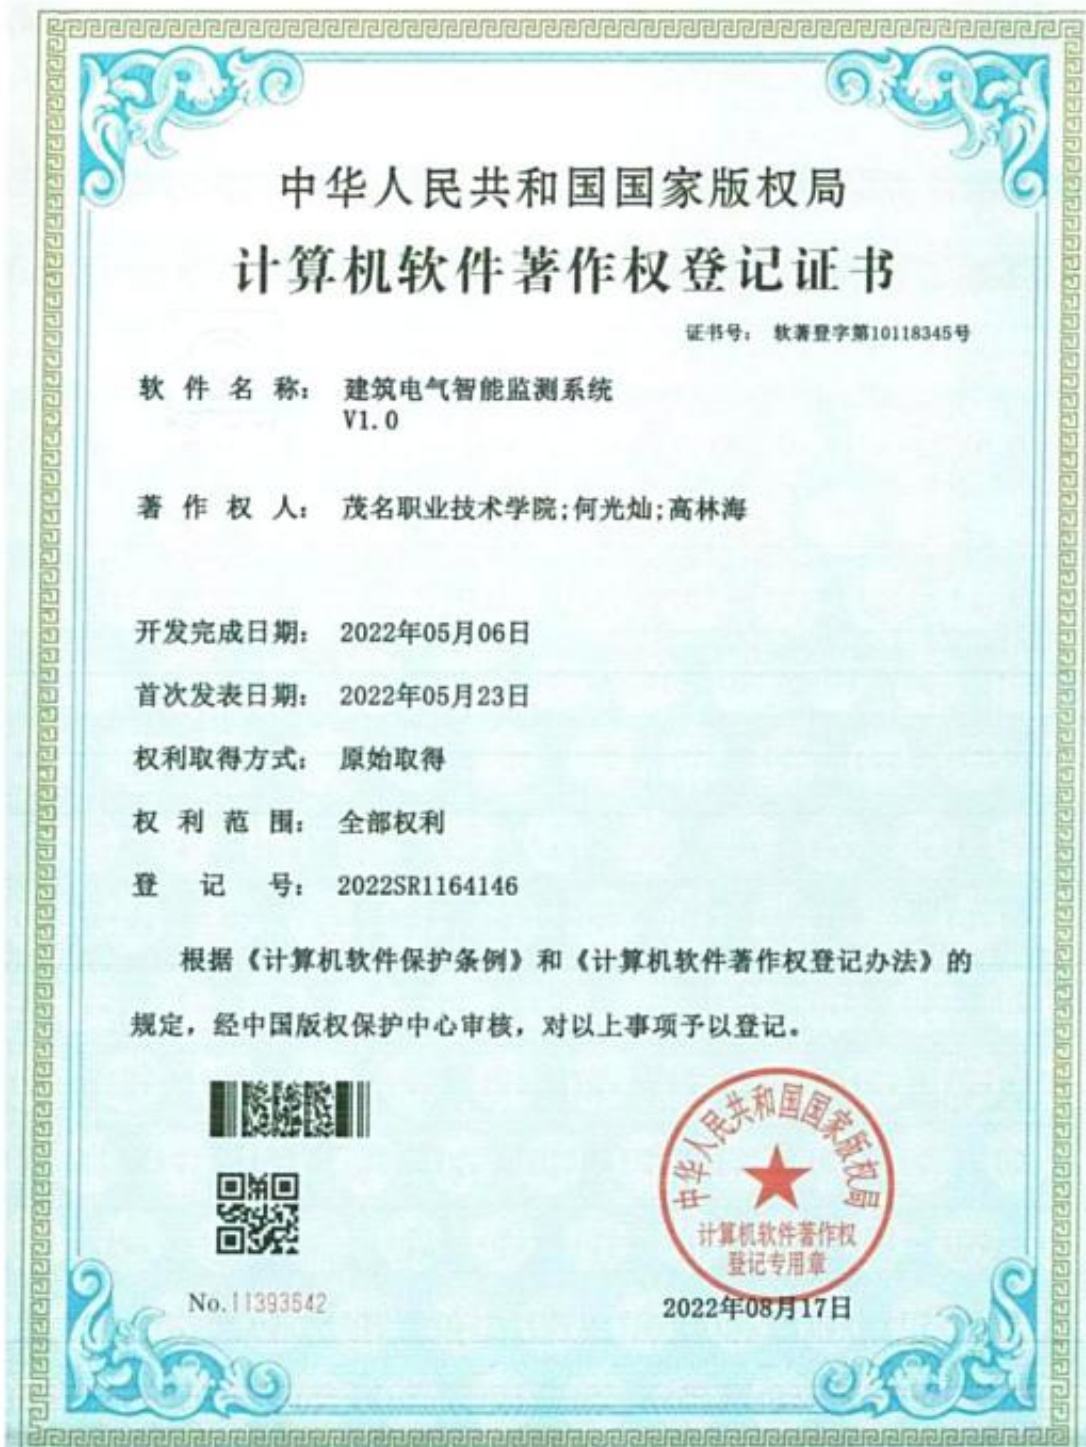 中华人民共和国国家版权局
计算机软件著作权登记证书
证书号： 软著登字第10118345号
软件名称： 建筑电气智能监测系统
V1.0
著作权人： 茂名职业技术学院;何光灿;高林海
开发完成日期： 2022年05月06日
首次发表日期： 2022年05月23日
权利取得方式： 原始取得
权利范围： 全部权利
登记号： 2022SR1164146
根据《计算机软件保护条例》和《计算机软件著作权登记办法》的
规定，经中国版权保护中心审核，对以上事项予以登记。
中华人民共和国国家版权局
计算机软件著作权
登记专用章
No.11393542
2022年08月17日